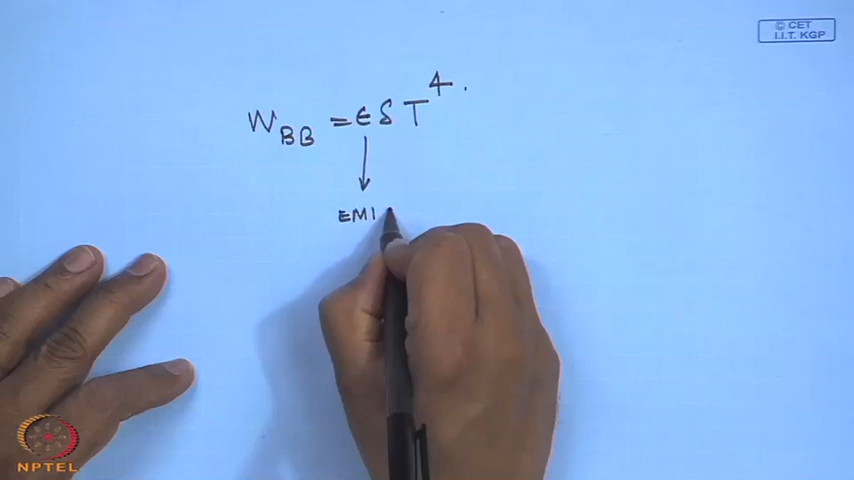 © CET
I.I.T. KGP
W_BB = ϵ δ T^4.
EMI
NPTEL